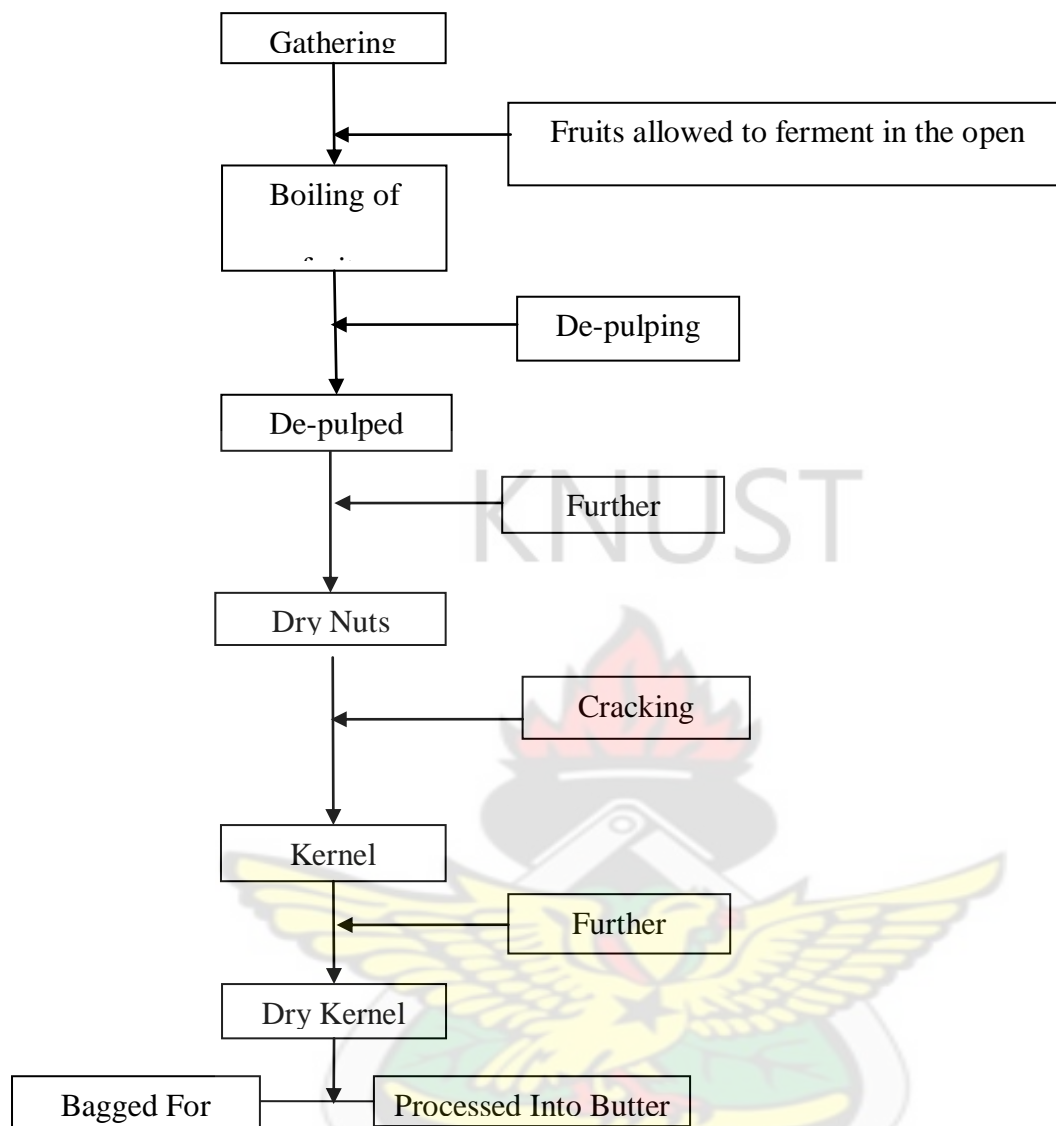 Gathering
Fruits allowed to ferment in the open
Boiling of
De-pulping
De-pulped
Further
KNUST
Dry Nuts
Cracking
Kernel
Further
Dry Kernel
Bagged For
Processed Into Butter